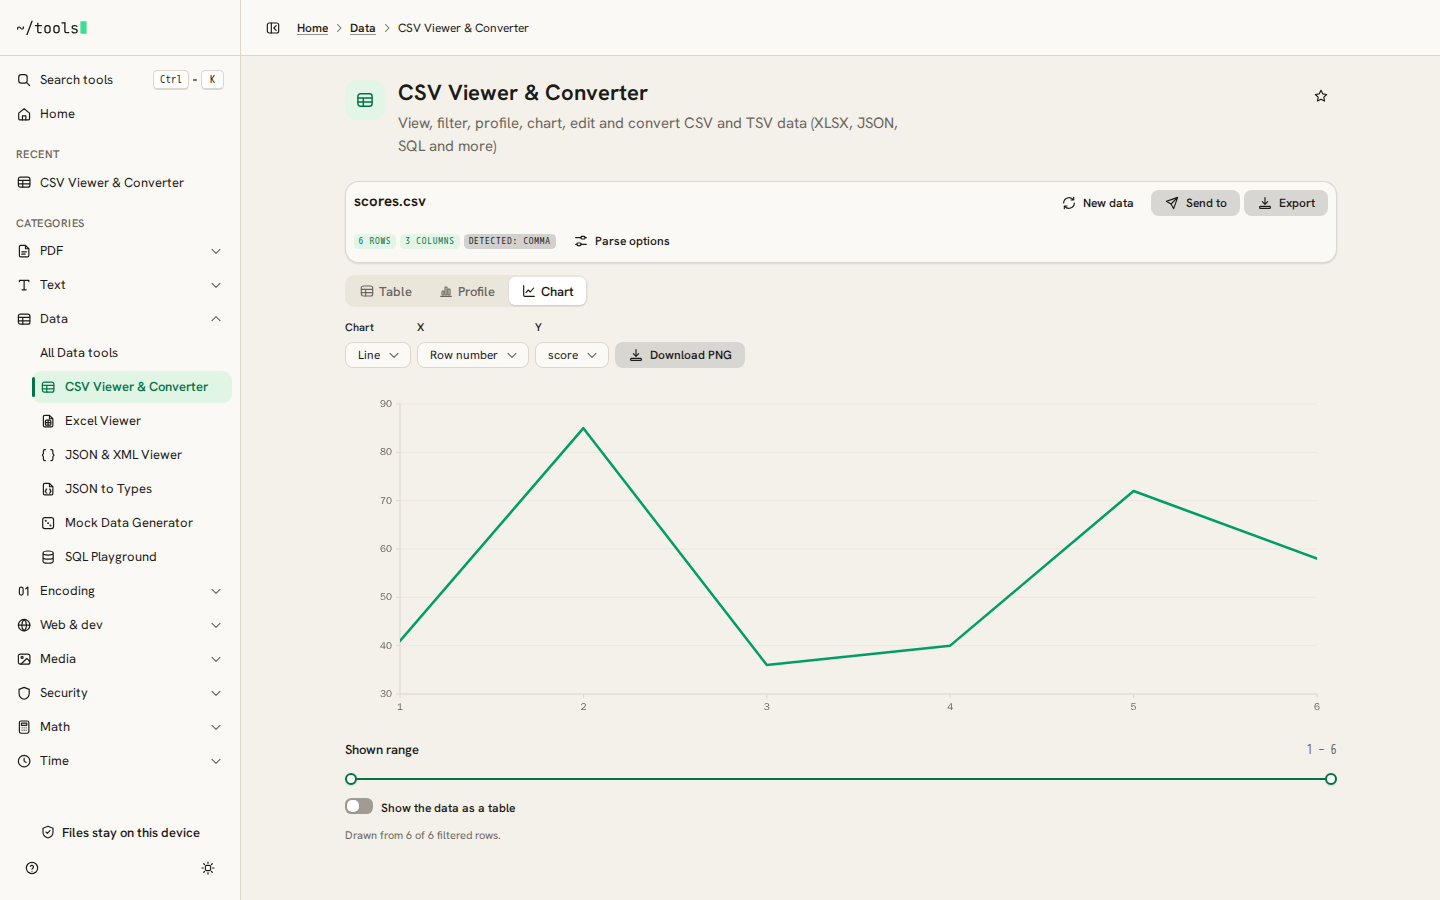 ~/tools
Search tools
Ctrl - K
Home
RECENT
CSV Viewer & Converter
CATEGORIES
PDF
Text
Data
All Data tools
CSV Viewer & Converter
Excel Viewer
JSON & XML Viewer
JSON to Types
Mock Data Generator
SQL Playground
Encoding
Web & dev
Media
Security
Math
Time
Files stay on this device
Home > Data > CSV Viewer & Converter
CSV Viewer & Converter
View, filter, profile, chart, edit and convert CSV and TSV data (XLSX, JSON,
SQL and more)
scores.csv
New data
Send to
Export
6 ROWS
3 COLUMNS
DETECTED: COMMA
Parse options
Table
Profile
Chart
Chart
X
Y
Line
Row number
score
Download PNG
90
80
70
60
50
40
30
1
2
3
4
5
6
Shown range
1 – 6
Show the data as a table
Drawn from 6 of 6 filtered rows.